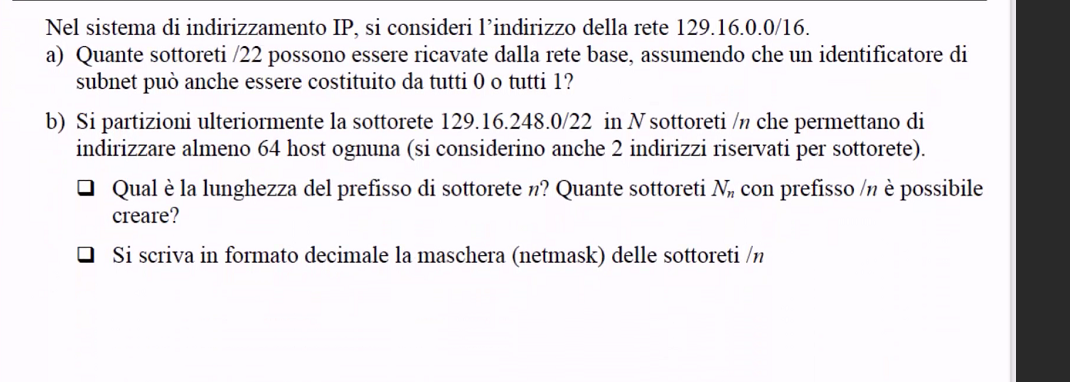 Nel sistema di indirizzamento IP, si consideri l’indirizzo della rete 129.16.0.0/16.
a) Quante sottoreti /22 possono essere ricavate dalla rete base, assumendo che un identificatore di
subnet può anche essere costituito da tutti 0 o tutti 1?
b) Si partizioni ulteriormente la sottorete 129.16.248.0/22 in N sottoreti /n che permettano di
indirizzare almeno 64 host ognuna (si considerino anche 2 indirizzi riservati per sottorete).
❑ Qual è la lunghezza del prefisso di sottorete n? Quante sottoreti Nₙ con prefisso /n è possibile
creare?
❑ Si scriva in formato decimale la maschera (netmask) delle sottoreti /n